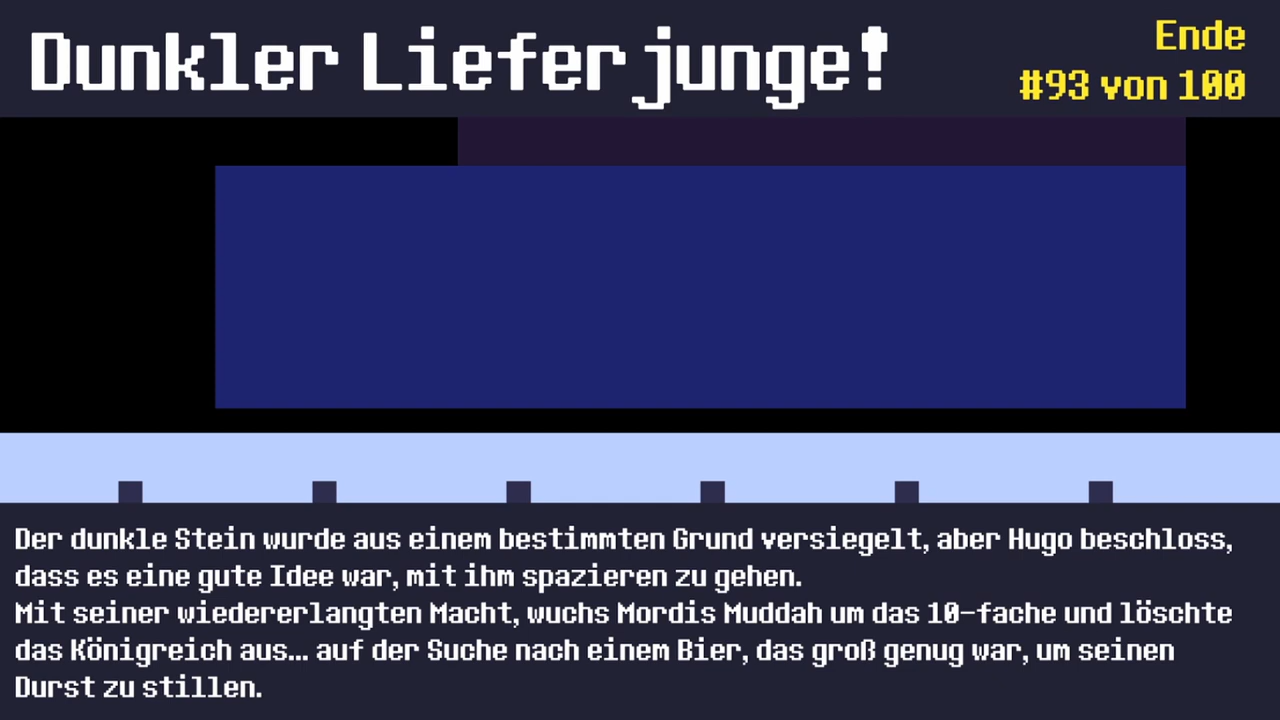 Dunkler Lieferjunge!
Ende
#93 von 100
Der dunkle Stein wurde aus einem bestimmten Grund versiegelt, aber Hugo beschloss,
dass es eine gute Idee war, mit ihm spazieren zu gehen.
Mit seiner wiedererlangten Macht, wuchs Mordis Muddah um das 10-fache und löschte
das Königreich aus... auf der Suche nach einem Bier, das groß genug war, um seinen
Durst zu stillen.